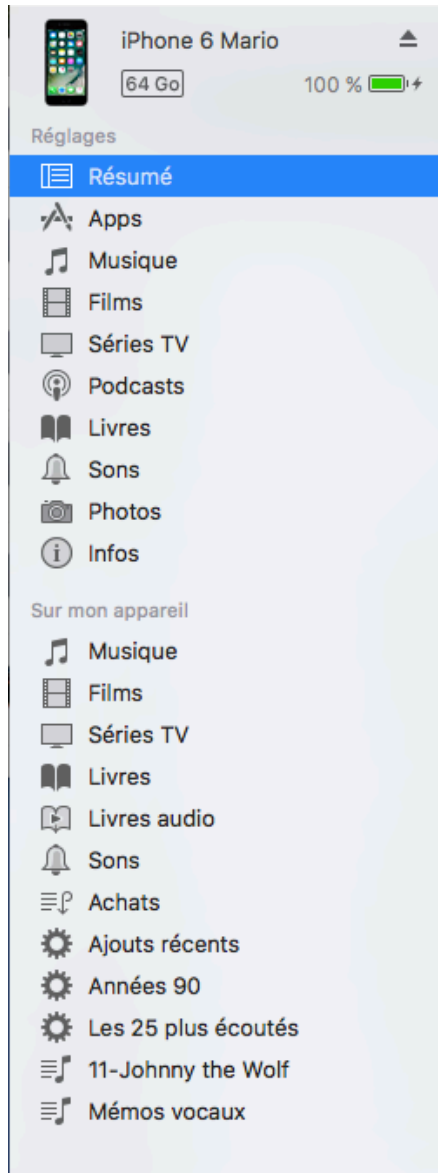 iPhone 6 Mario
64 Go 100 %
Réglages
Résumé
Apps
Musique
Films
Séries TV
Podcasts
Livres
Sons
Photos
Infos
Sur mon appareil
Musique
Films
Séries TV
Livres
Livres audio
Sons
Achats
Ajouts récents
Années 90
Les 25 plus écoutés
11-Johnny the Wolf
Mémos vocaux